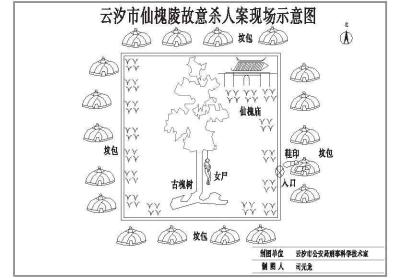 云汐市仙槐陵故意杀人案现场示意图
北
坟包
仙槐庙
坟包
鞋印
坟包
入口
古槐树
女尸
坟包
制图单位
云汐市公安局刑事科学技术室
制图人
司元龙